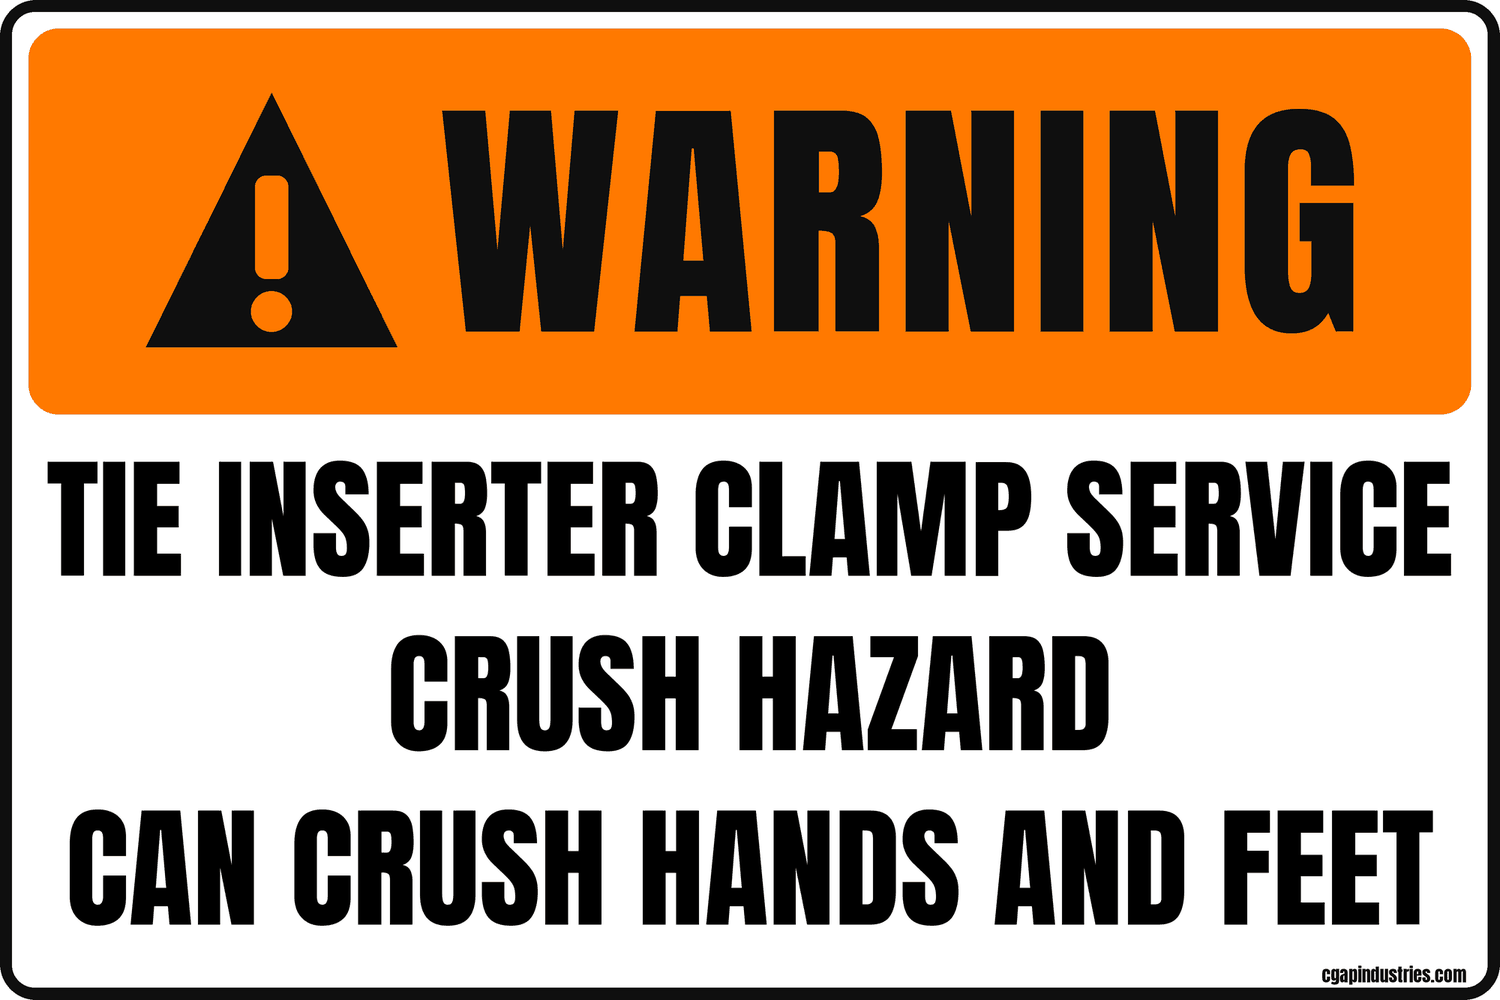 WARNING
TIE INSERTER CLAMP SERVICE
CRUSH HAZARD
CAN CRUSH HANDS AND FEET
cgapindustries.com